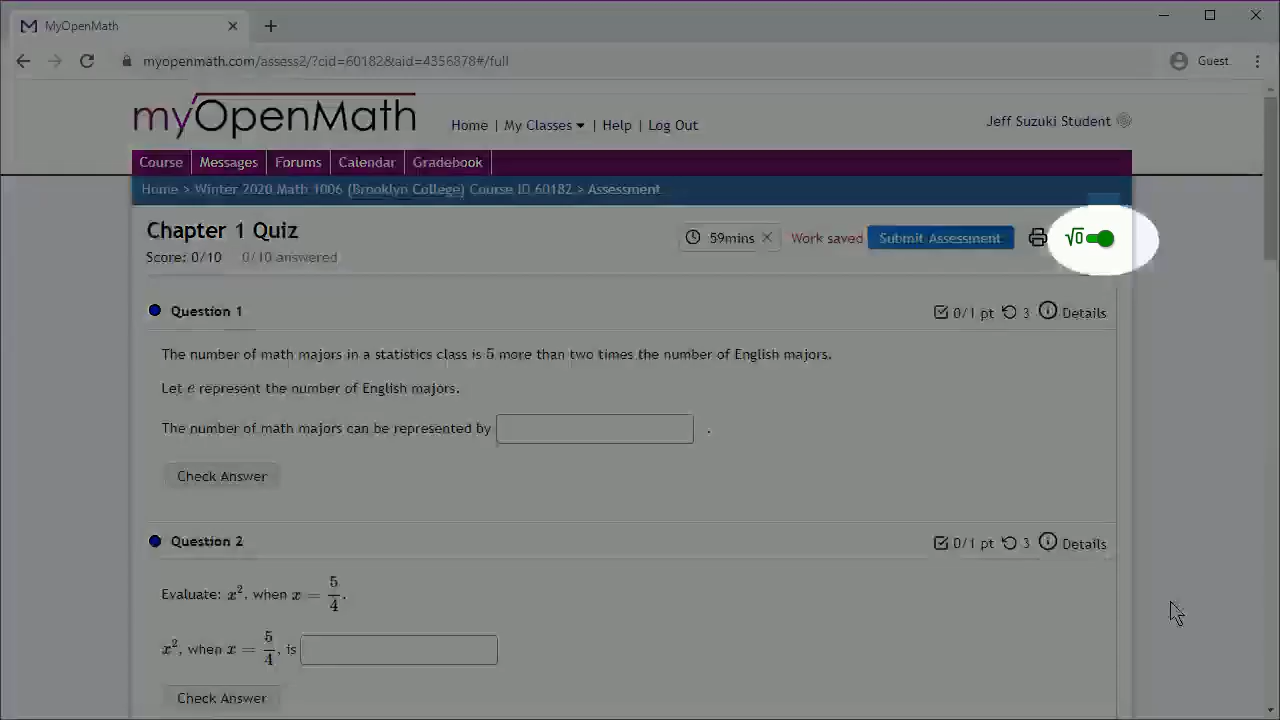 MyOpenMath
myopenmath.com/assess2/?cid=60182&aid=4356878#/full
Guest
myOpenMath
Home | My Classes | Help | Log Out
Jeff Suzuki Student
Course Messages Forums Calendar Gradebook
Home > Winter 2020 Math 1006 (Brooklyn College) Course ID 60182 > Assessment
Chapter 1 Quiz
59mins × Work saved Submit Assessment √0
Score: 0/10 0/10 answered
Question 1 0/1 pt 3 Details
The number of math majors in a statistics class is 5 more than two times the number of English majors.
Let e represent the number of English majors.
The number of math majors can be represented by .
Check Answer
Question 2 0/1 pt 3 Details
Evaluate: x², when x = 5/4.
x², when x = 5/4, is
Check Answer